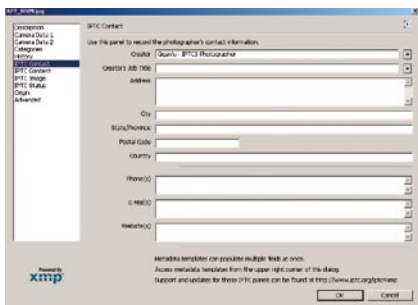 IPTC Contact
Description
Camera Data 1
Camera Data 2
Categories
History
IPTC Contact
IPTC Content
IPTC Image
IPTC Status
Origin
Advanced
Use this panel to record the photographer's contact information.
Creator
- IPTC1 Photographer
Creator's Job Title
Address
City
State/Province
Postal Code
Country
Phone(s)
E-Mail(s)
Website(s)
Powered By
xmp
Metadata templates can populate multiple fields at once.
Access metadata templates from the upper right corner of this dialog.
Support and updates for these IPTC panels can be found at http://www.iptc.org/iptc4xmp
OK
Cancel